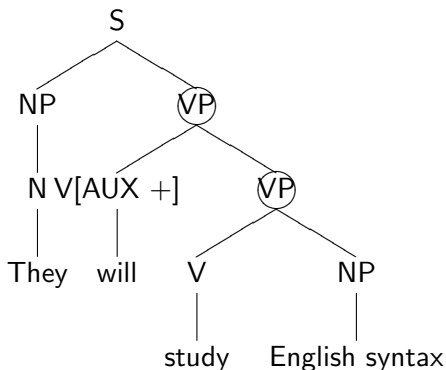 S
NP VP
N V[AUX +] VP
They will V NP
study English syntax